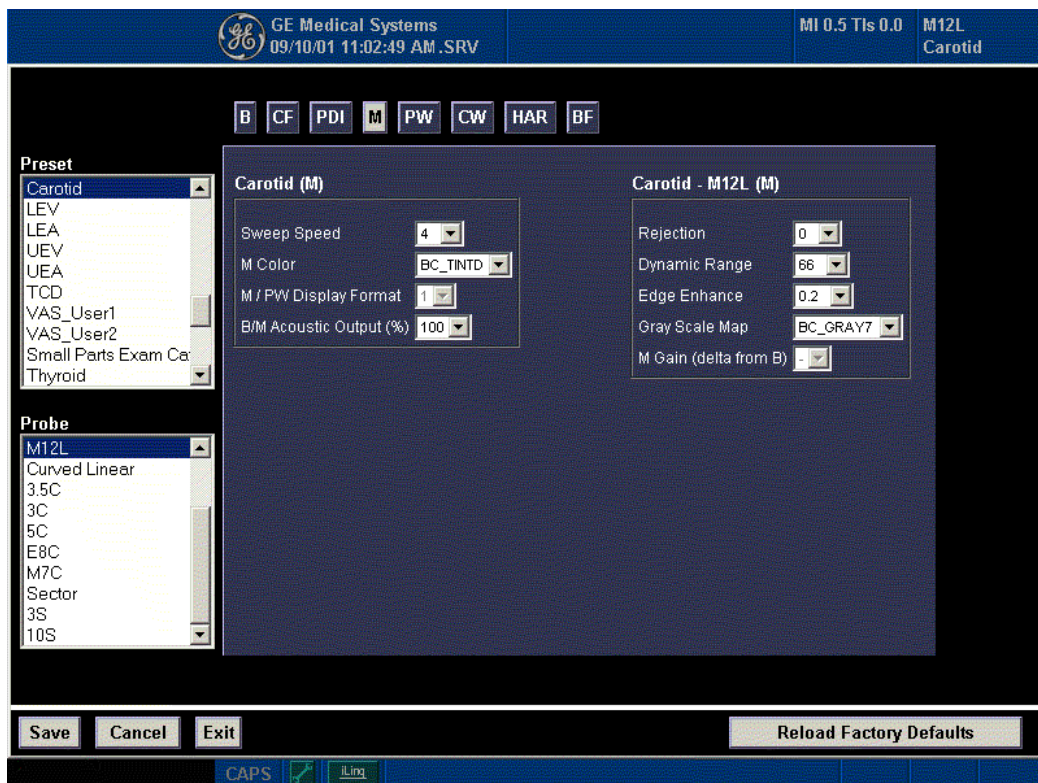 GE Medical Systems
09/10/01 11:02:49 AM.SRV
MI 0.5 TIs 0.0
M12L
Carotid
B CF PDI M PW CW HAR BF
Preset
Carotid
LEV
LEA
UEV
UEA
TCD
VAS_User1
VAS_User2
Small Parts Exam Ca
Thyroid
Probe
M12L
Curved Linear
3.5C
3C
5C
E8C
M7C
Sector
3S
10S
Carotid (M)
Sweep Speed 4
M Color BC_TINTD
M / PW Display Format 1
B/M Acoustic Output (%) 100
Carotid - M12L (M)
Rejection 0
Dynamic Range 66
Edge Enhance 0.2
Gray Scale Map BC_GRAY7
M Gain (delta from B) -
Save Cancel Exit
Reload Factory Defaults
CAPS iLinq